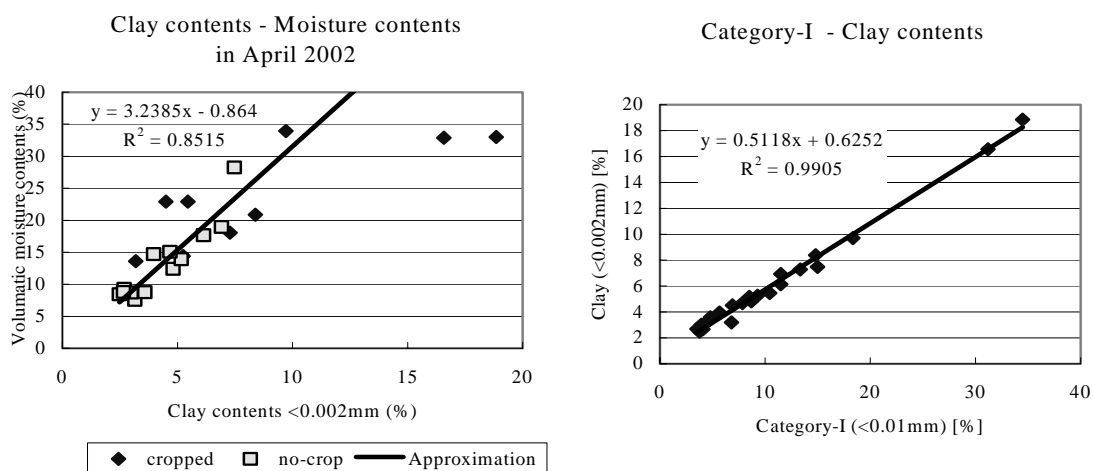 Clay contents - Moisture contents
in April 2002
40
35
30
25
20
15
10
5
0
Volumatic moisture contents (%)
y = 3.2385x - 0.864
R² = 0.8515
0 5 10 15 20
Clay contents <0.002mm (%)
cropped no-crop Approximation
Category-I - Clay contents
20
18
16
14
12
10
8
6
4
2
0
Clay (<0.002mm) [%]
y = 0.5118x + 0.6252
R² = 0.9905
0 10 20 30 40
Category-I (<0.01mm) [%]